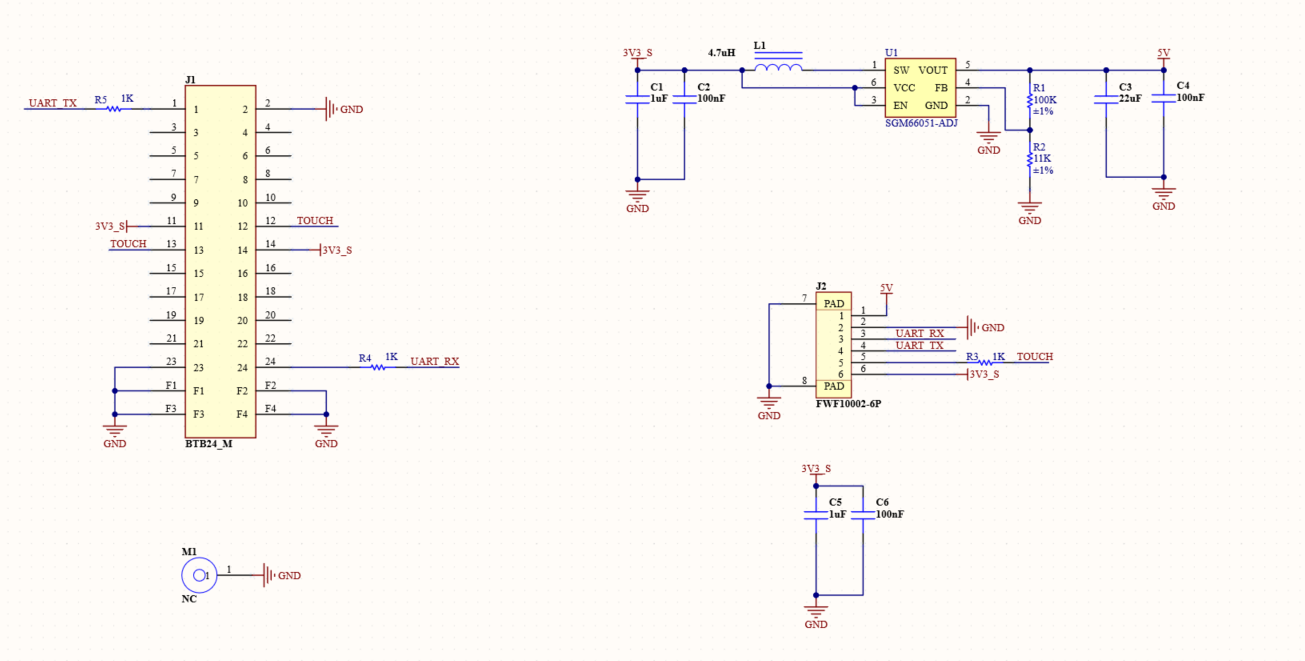 J1
UART_TX R5 1K 1 1 2 2 GND
3 3 4 4
5 5 6 6
7 7 8 8
9 9 10 10
3V3_S 11 11 12 12 TOUCH
TOUCH 13 13 14 14 3V3_S
15 15 16 16
17 17 18 18
19 19 20 20
21 21 22 22
23 23 24 24 R4 1K UART_RX
F1 F1 F2 F2
F3 F3 F4 F4
GND GND
BTB24_M
M1
1 1 GND
NC
3V3_S 4.7uH L1 U1 5V
1 SW VOUT 5
6 VCC FB 4
3 EN GND 2
SGM66051-ADJ
C1
1uF
C2
100nF
GND
GND
R1
100K
±1%
R2
11K
±1%
GND
C3
22uF
C4
100nF
GND
J2 5V
7 PAD
1 1
2 2 GND
3 3 UART_RX
4 4 UART_TX
5 5 R3 1K TOUCH
6 6 3V3_S
8 PAD
GND
FWF10002-6P
3V3_S
C5
1uF
C6
100nF
GND